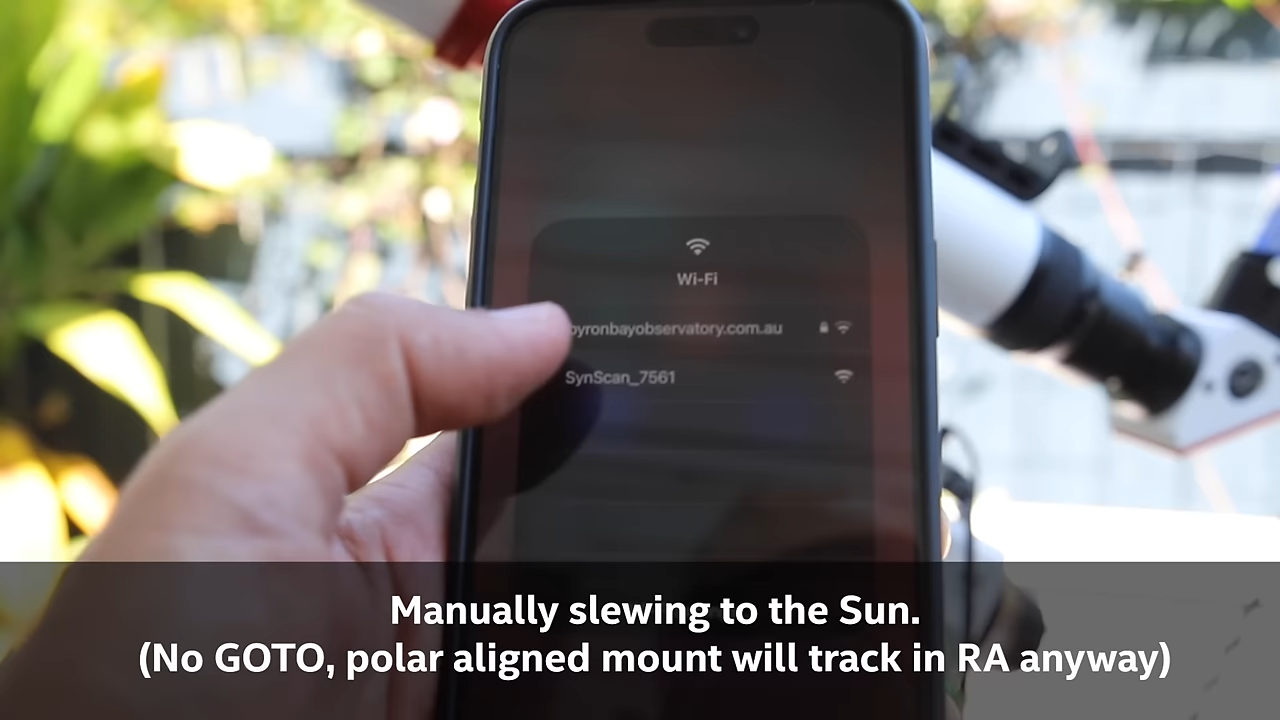 Wi-Fi
byronbayobservatory.com.au
SynScan_7561
Manually slewing to the Sun.
(No GOTO, polar aligned mount will track in RA anyway)